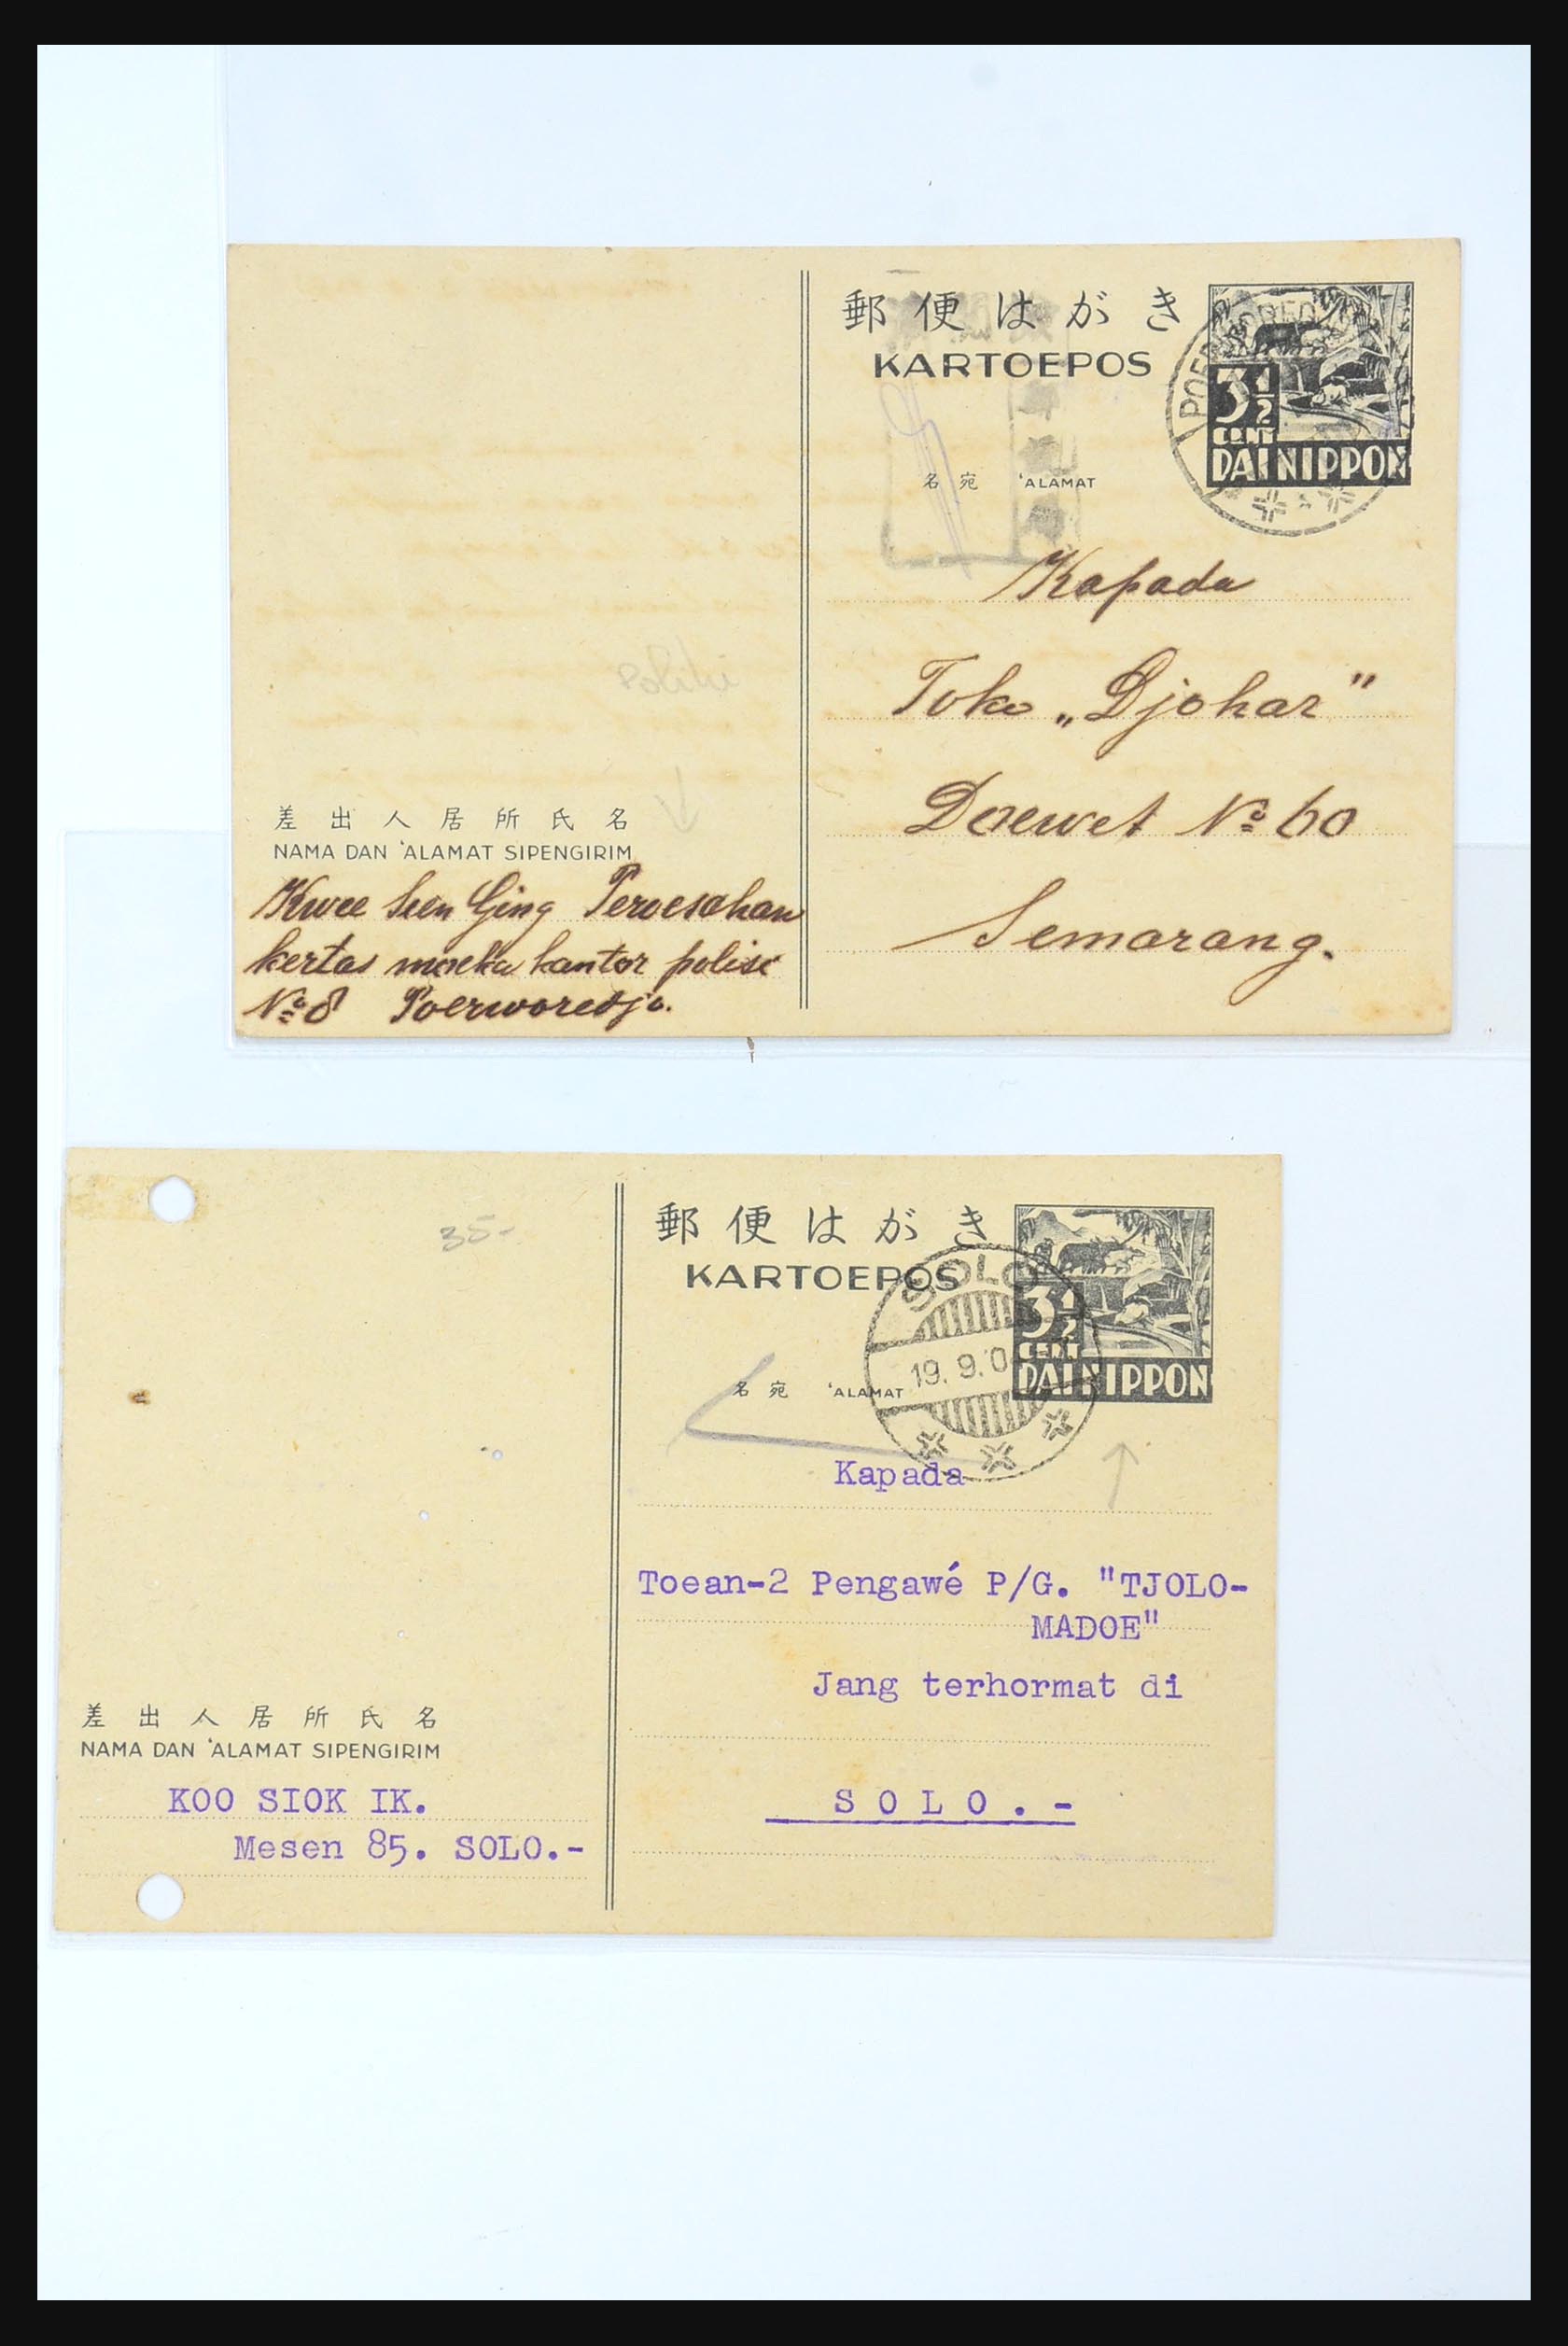 郵便はがき
KARTOEPOS
3½
CENT
DAI NIPPON
名宛 'ALAMAT
Kapada
Toko „Djohar"
Doewet No 60
Semarang.
差出人居所氏名
NAMA DAN 'ALAMAT SIPENGIRIM
Kwee Sien Ging Peroesahan
kertas moeka kantor polisi
No 8 Poerworedjo.
35-
郵便はがき
KARTOEPOS
3½
CENT
DAI NIPPON
SOLO
19.9.0
名宛 'ALAMAT
Kapada
Toean-2 Pengawé P/G. "TJOLO-
MADOE"
Jang terhormat di
SOLO.-
差出人居所氏名
NAMA DAN 'ALAMAT SIPENGIRIM
KOO SIOK IK.
Mesen 85. SOLO.-